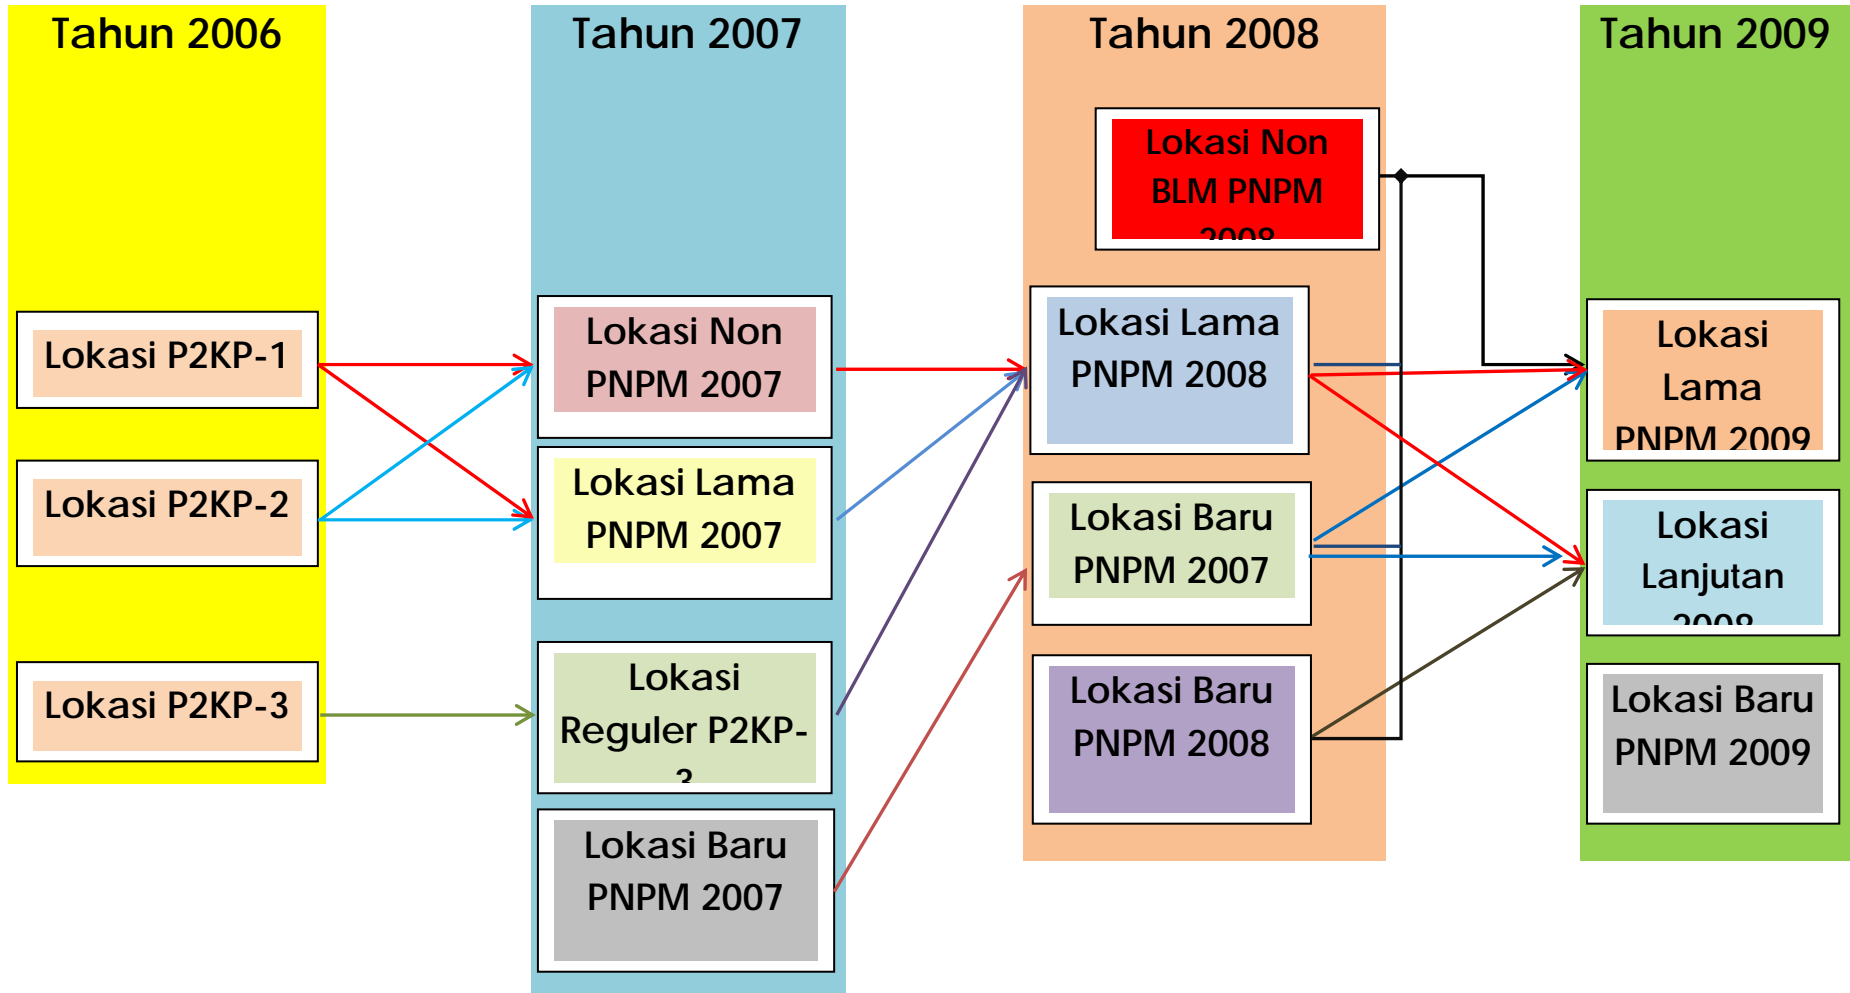 Tahun 2006
Lokasi P2KP-1
Lokasi P2KP-2
Lokasi P2KP-3
Tahun 2007
Lokasi Non
PNPM 2007
Lokasi Lama
PNPM 2007
Lokasi
Reguler P2KP-
3
Lokasi Baru
PNPM 2007
Tahun 2008
Lokasi Non
BLM PNPM
2008
Lokasi Lama
PNPM 2008
Lokasi Baru
PNPM 2007
Lokasi Baru
PNPM 2008
Tahun 2009
Lokasi
Lama
PNPM 2009
Lokasi
Lanjutan
2008
Lokasi Baru
PNPM 2009